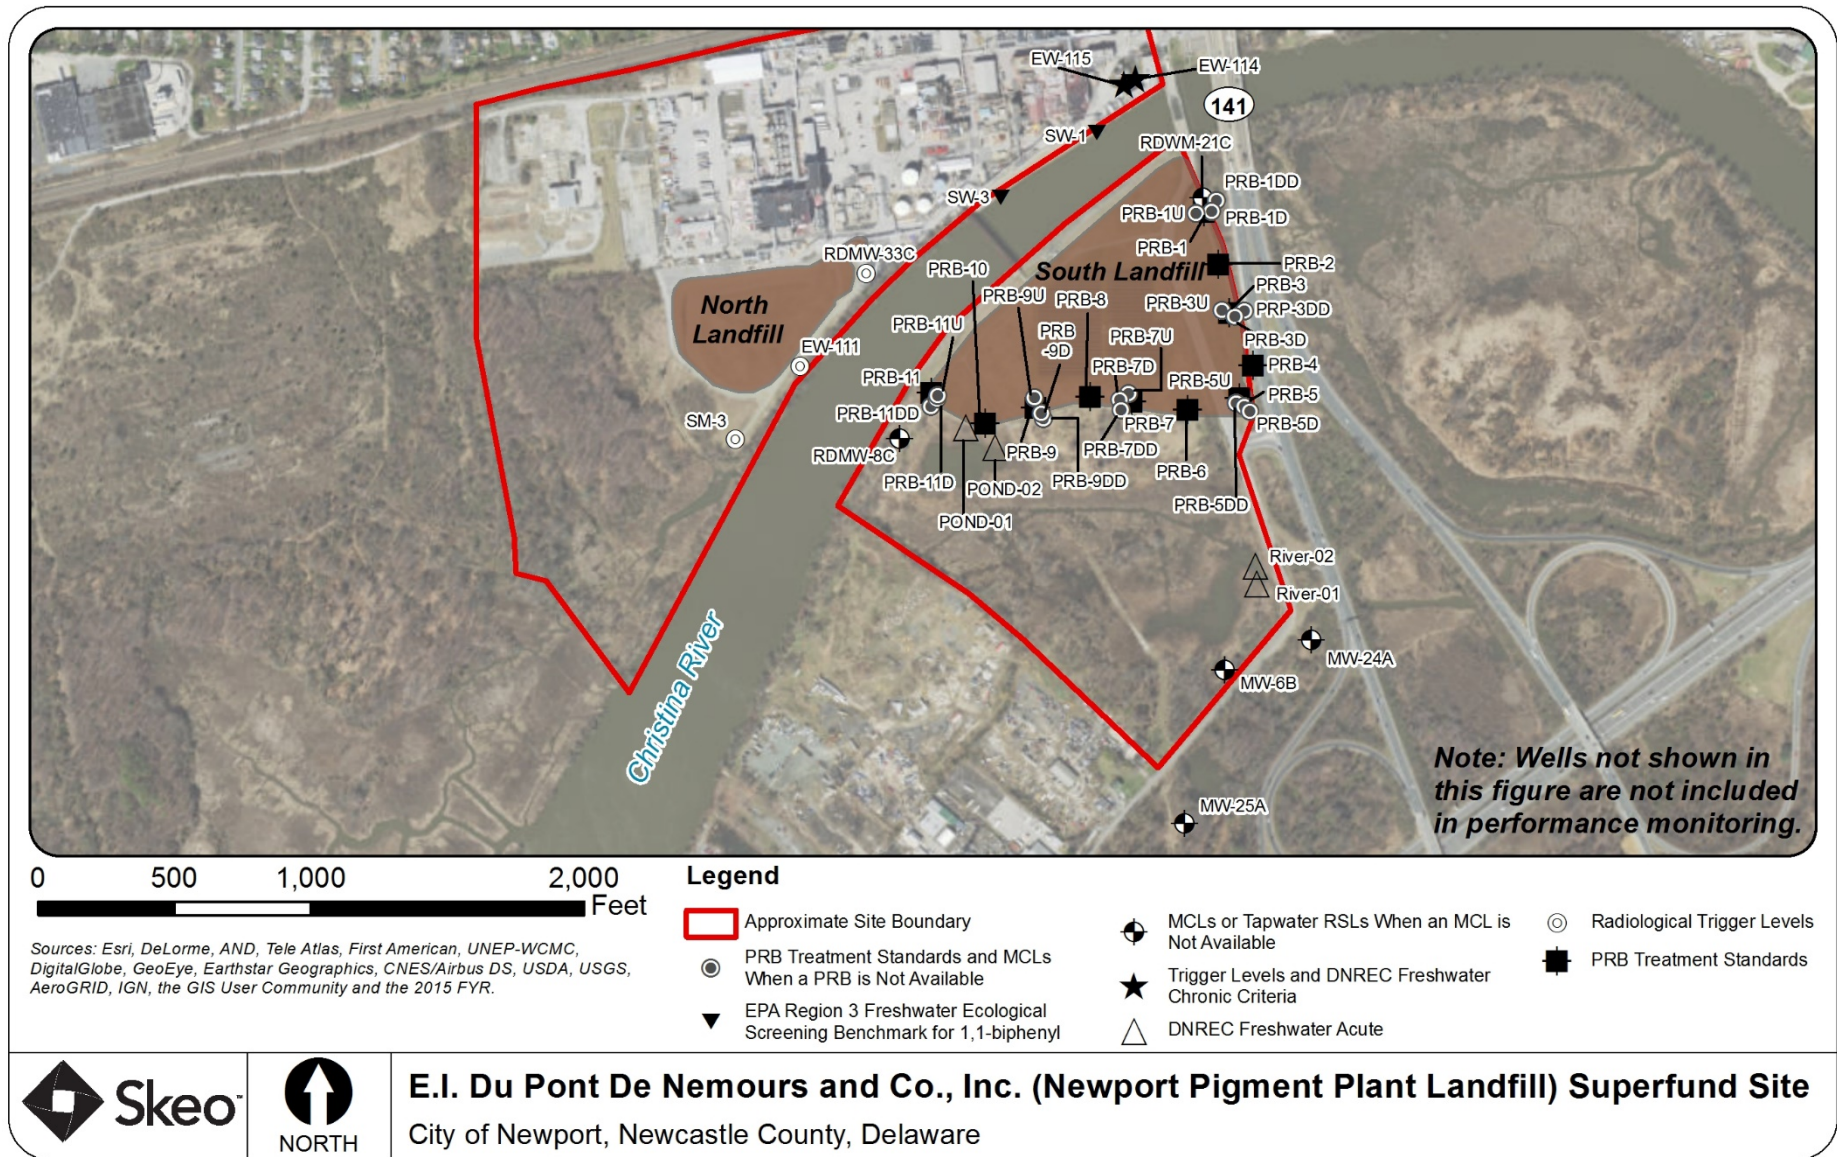 EW-115
EW-114
141
SW-1
RDWM-21C
PRB-1DD
SW-3
PRB-1U
PRB-1D
PRB-1
RDMW-33C
PRB-10
South Landfill
PRB-2
PRB-9U
PRB-8
PRB-3U
PRB-3
PRP-3DD
North
Landfill
PRB-11U
PRB
-9D
PRB-7U
PRB-3D
EW-111
PRB-7D
PRB-4
PRB-11
PRB-5U
PRB-5
PRB-11DD
PRB-7
PRB-5D
SM-3
RDMW-8C
PRB-9
PRB-7DD
PRB-6
PRB-11D
POND-02
PRB-9DD
PRB-5DD
POND-01
River-02
River-01
Christina River
MW-24A
MW-6B
MW-25A
Note: Wells not shown in
this figure are not included
in performance monitoring.
0 500 1,000 2,000
Feet
Sources: Esri, DeLorme, AND, Tele Atlas, First American, UNEP-WCMC,
DigitalGlobe, GeoEye, Earthstar Geographics, CNES/Airbus DS, USDA, USGS,
AeroGRID, IGN, the GIS User Community and the 2015 FYR.
Legend
Approximate Site Boundary
PRB Treatment Standards and MCLs
When a PRB is Not Available
EPA Region 3 Freshwater Ecological
Screening Benchmark for 1,1-biphenyl
MCLs or Tapwater RSLs When an MCL is
Not Available
Trigger Levels and DNREC Freshwater
Chronic Criteria
DNREC Freshwater Acute
Radiological Trigger Levels
PRB Treatment Standards
Skeo™
NORTH
E.I. Du Pont De Nemours and Co., Inc. (Newport Pigment Plant Landfill) Superfund Site
City of Newport, Newcastle County, Delaware